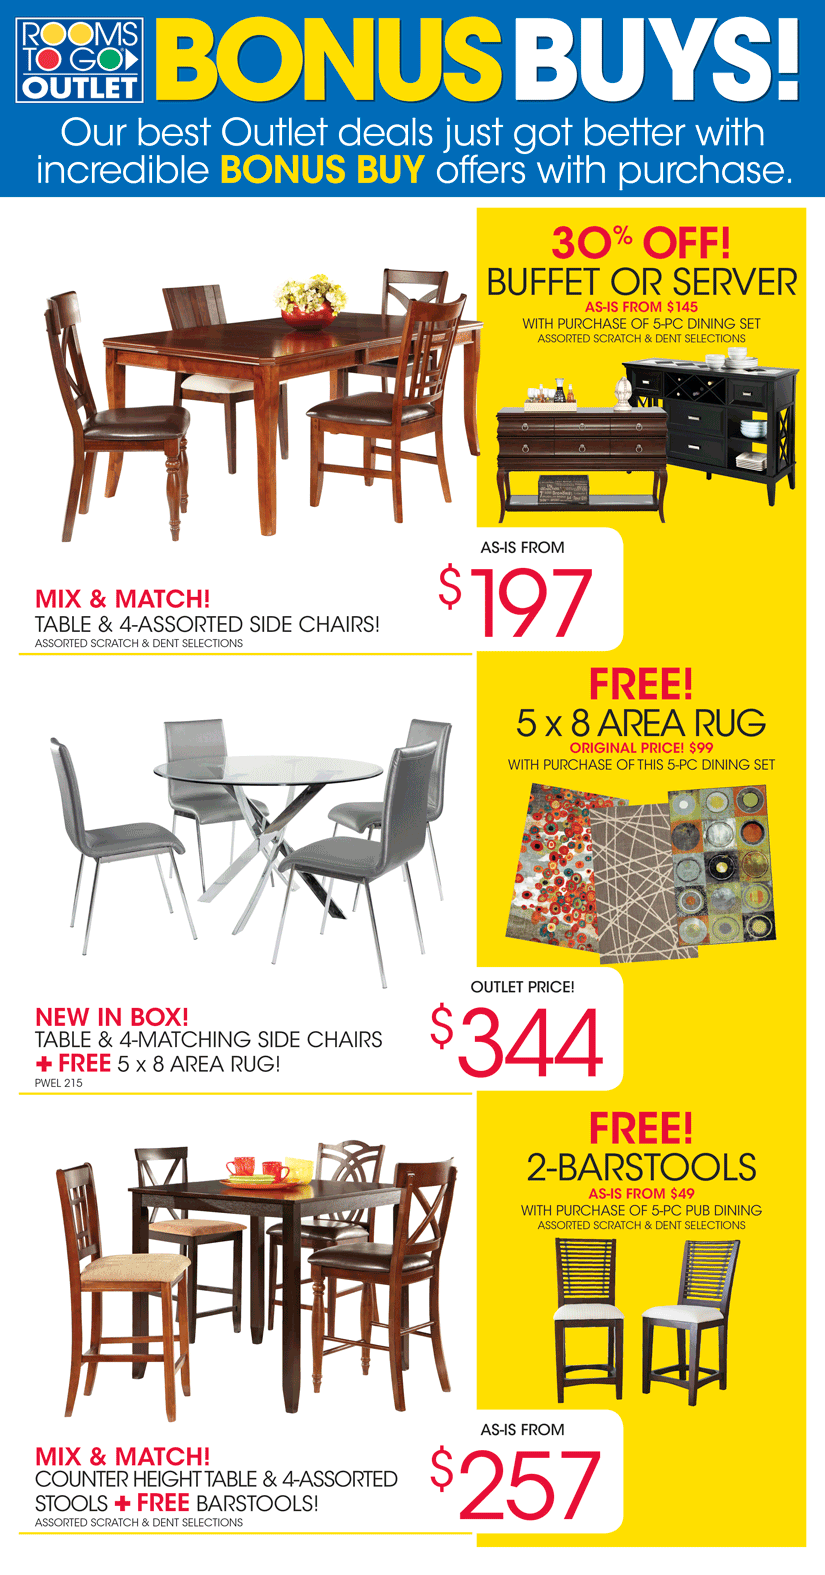 ROOMS
TO GO
OUTLET
BONUS BUYS!
Our best Outlet deals just got better with
incredible BONUS BUY offers with purchase.
30% OFF!
BUFFET OR SERVER
AS-IS FROM $145
WITH PURCHASE OF 5-PC DINING SET
ASSORTED SCRATCH & DENT SELECTIONS
AS-IS FROM
$197
MIX & MATCH!
TABLE & 4-ASSORTED SIDE CHAIRS!
ASSORTED SCRATCH & DENT SELECTIONS
FREE!
5 x 8 AREA RUG
ORIGINAL PRICE! $99
WITH PURCHASE OF THIS 5-PC DINING SET
OUTLET PRICE!
$344
NEW IN BOX!
TABLE & 4-MATCHING SIDE CHAIRS
+ FREE 5 x 8 AREA RUG!
PWEL 215
FREE!
2-BARSTOOLS
AS-IS FROM $49
WITH PURCHASE OF 5-PC PUB DINING
ASSORTED SCRATCH & DENT SELECTIONS
AS-IS FROM
$257
MIX & MATCH!
COUNTER HEIGHT TABLE & 4-ASSORTED
STOOLS + FREE BARSTOOLS!
ASSORTED SCRATCH & DENT SELECTIONS